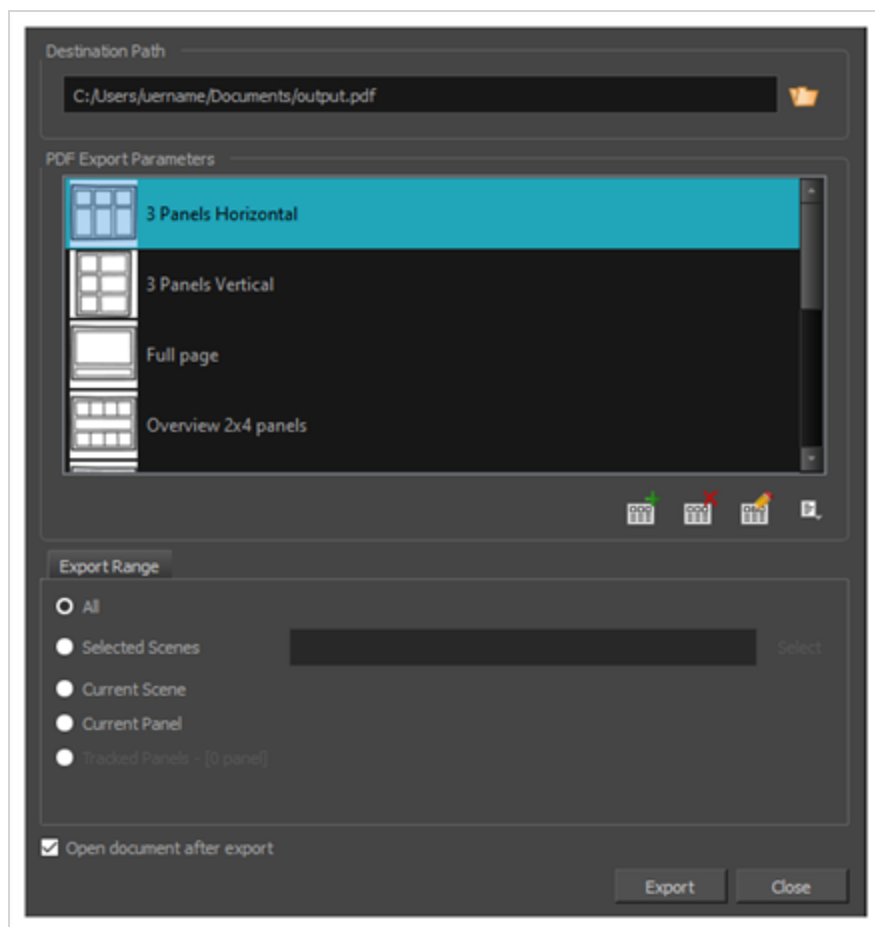 Destination Path
C:/Users/uername/Documents/output.pdf
PDF Export Parameters
3 Panels Horizontal
3 Panels Vertical
Full page
Overview 2x4 panels
Export Range
All
Selected Scenes
Select
Current Scene
Current Panel
Tracked Panels - [0 panel]
Open document after export
Export
Close